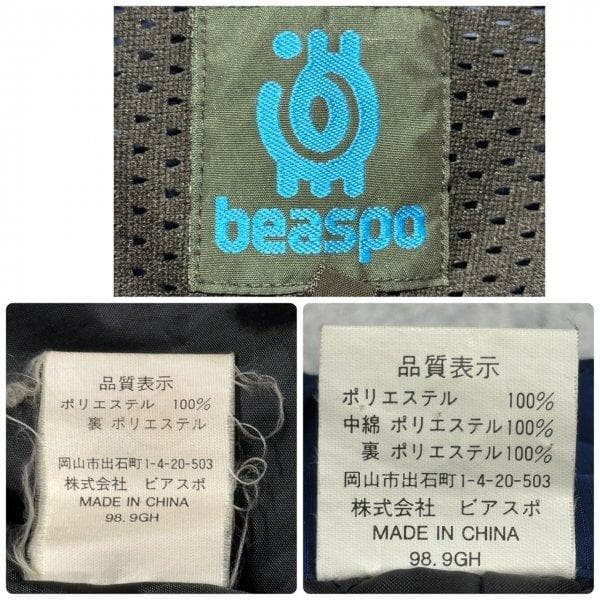 beaspo
品質表示
ポリエステル 100%
裏 ポリエステル
岡山市出石町1-4-20-503
株式会社 ビアスポ
MADE IN CHINA
98.9GH
品質表示
ポリエステル 100%
中綿 ポリエステル100%
裏 ポリエステル100%
岡山市出石町1-4-20-503
株式会社 ビアスポ
MADE IN CHINA
98.9GH